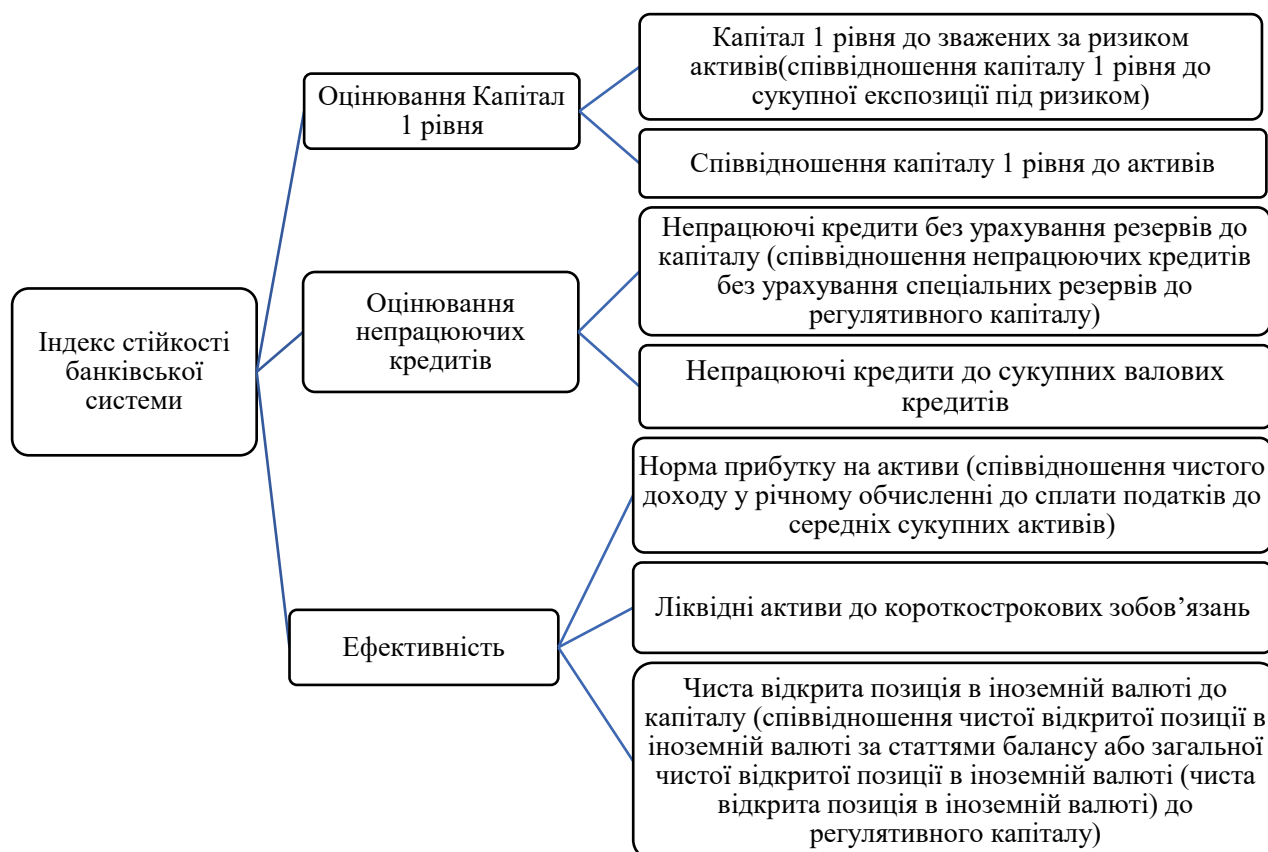 Індекс стійкості
банківської
системи
Оцінювання Капітал
1 рівня
Капітал 1 рівня до зважених за ризиком
активів(співвідношення капіталу 1 рівня до
сукупної експозиції під ризиком)
Співвідношення капіталу 1 рівня до активів
Оцінювання
непрацюючих
кредитів
Непрацюючі кредити без урахування резервів до
капіталу (співвідношення непрацюючих кредитів
без урахування спеціальних резервів до
регулятивного капіталу)
Непрацюючі кредити до сукупних валових
кредитів
Ефективність
Норма прибутку на активи (співвідношення чистого
доходу у річному обчисленні до сплати податків до
середніх сукупних активів)
Ліквідні активи до короткострокових зобов’язань
Чиста відкрита позиція в іноземній валюті до
капіталу (співвідношення чистої відкритої позиції в
іноземній валюті за статтями балансу або загальної
чистої відкритої позиції в іноземній валюті (чиста
відкрита позиція в іноземній валюті) до
регулятивного капіталу)